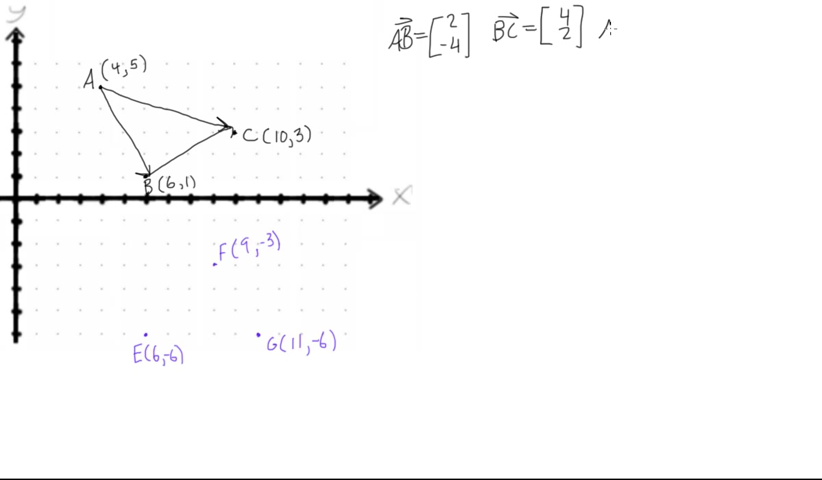 y
AB=[2 -4] BC=[4 2]
A(4,5)
C(10,3)
B(6,1)
x
F(9,-3)
E(6,-6)
G(11,-6)